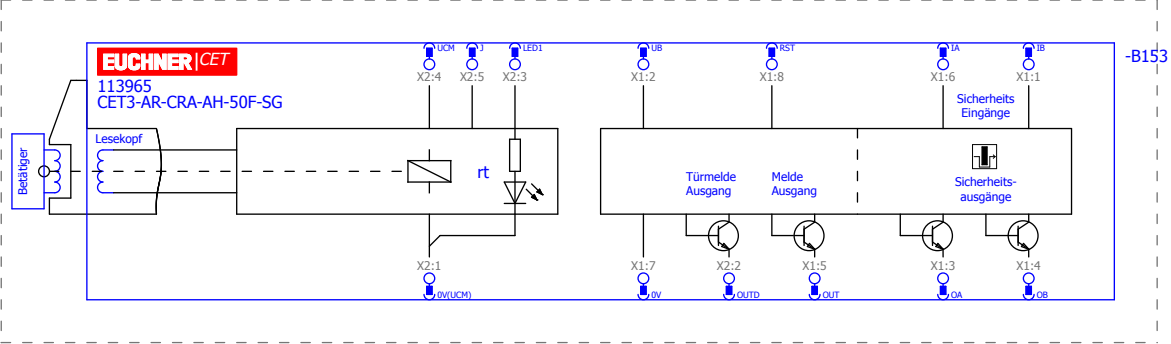 UCM J LED1 UB RST IA IB
-B153
EUCHNER CET
X2:4 X2:5 X2:3 X1:2 X1:8 X1:6 X1:1
113965
CET3-AR-CRA-AH-50F-SG
Sicherheits
Eingänge
Lesekopf
Betätiger
rt
Türmelde
Ausgang
Melde
Ausgang
Sicherheits-
ausgänge
X2:1 X1:7 X2:2 X1:5 X1:3 X1:4
0V(UCM) 0V OUTD OUT OA OB